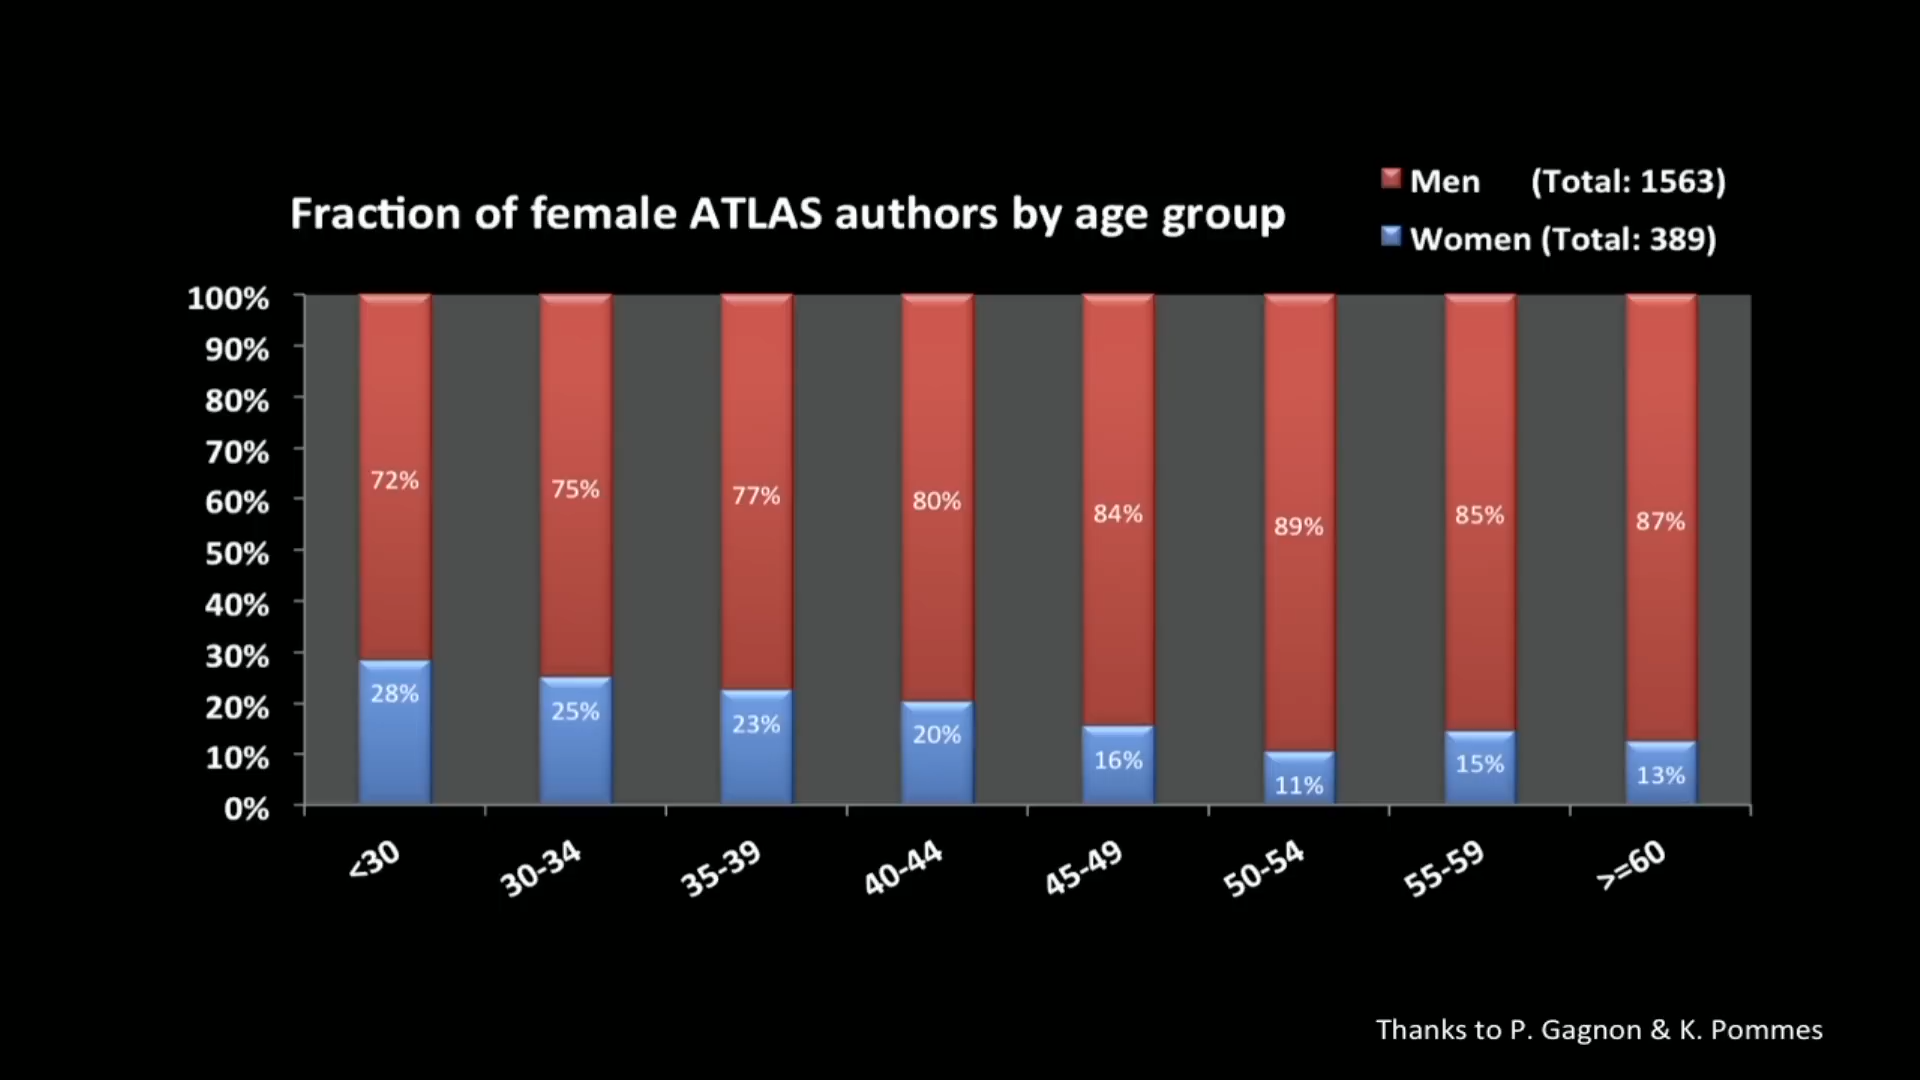 Men (Total: 1563)
Fraction of female ATLAS authors by age group
Women (Total: 389)
100%
90%
80%
70%
60%
50%
40%
30%
20%
10%
0%
72% 75% 77% 80% 84% 89% 85% 87%
28% 25% 23% 20% 16% 11% 15% 13%
<30 30-34 35-39 40-44 45-49 50-54 55-59 >=60
Thanks to P. Gagnon & K. Pommes